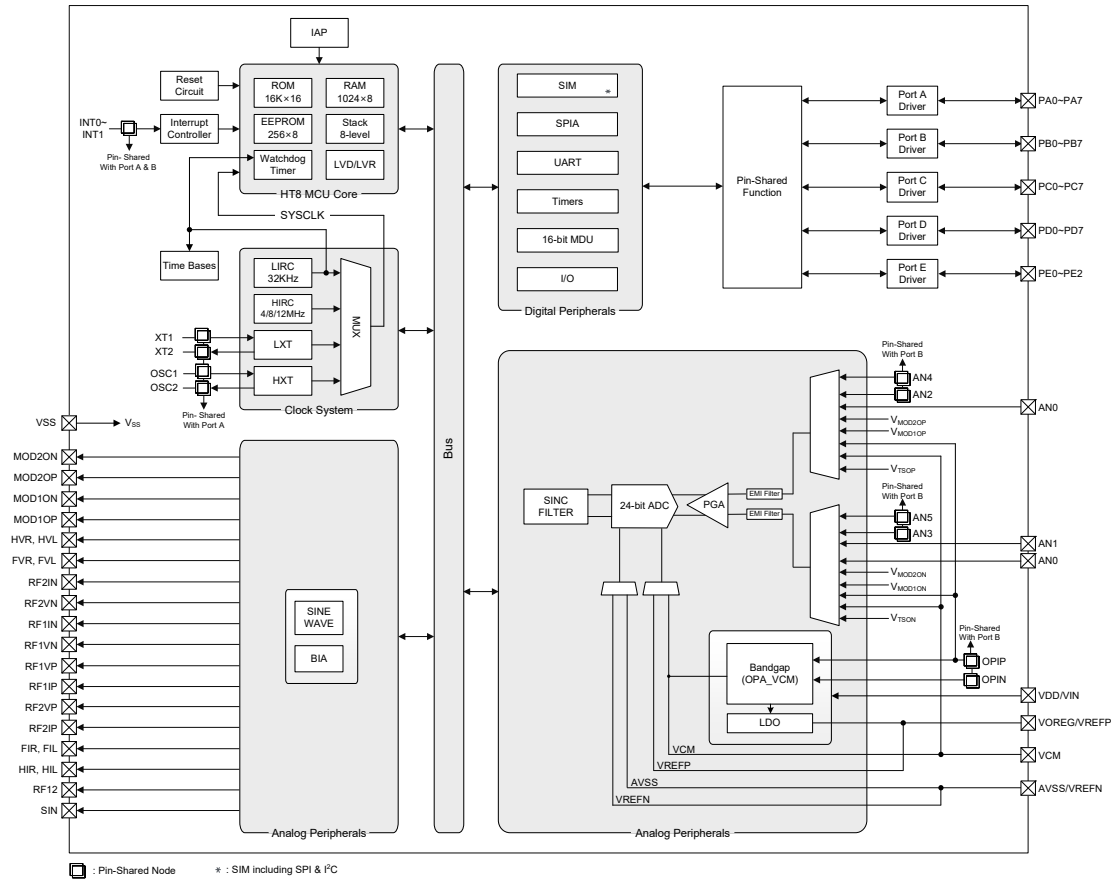 IAP
Reset
Circuit
ROM
16K×16
RAM
1024×8
INT0~
INT1
Interrupt
Controller
EEPROM
256×8
Stack
8-level
Pin- Shared
With Port A & B
Watchdog
Timer
LVD/LVR
HT8 MCU Core
SYSCLK
Time Bases
LIRC
32KHz
HIRC
4/8/12MHz
MUX
XT1
XT2
LXT
OSC1
OSC2
HXT
Pin- Shared
With Port A
Clock System
Bus
SIM
*
SPIA
UART
Timers
16-bit MDU
I/O
Digital Peripherals
Pin-Shared
Function
Port A
Driver
PA0~PA7
Port B
Driver
PB0~PB7
Port C
Driver
PC0~PC7
Port D
Driver
PD0~PD7
Port E
Driver
PE0~PE2
VSS
VSS
MOD2ON
MOD2OP
MOD1ON
MOD1OP
HVR, HVL
FVR, FVL
RF2IN
RF2VN
RF1IN
RF1VN
RF1VP
RF1IP
RF2VP
RF2IP
FIR, FIL
HIR, HIL
RF12
SIN
SINE
WAVE
BIA
Analog Peripherals
SINC
FILTER
24-bit ADC
PGA
EMI Filter
EMI Filter
Pin-Shared
With Port B
AN4
AN2
AN0
VMOD2OP
VMOD1OP
VTSOP
Pin-Shared
With Port B
AN5
AN3
AN1
AN0
VMOD2ON
VMOD1ON
VTSON
Pin-Shared
With Port B
Bandgap
(OPA_VCM)
OPIP
OPIN
LDO
VDD/VIN
VOREG/VREFP
VCM
VCM
VREFP
AVSS
AVSS/VREFN
VREFN
Analog Peripherals
: Pin-Shared Node
* : SIM including SPI & I²C